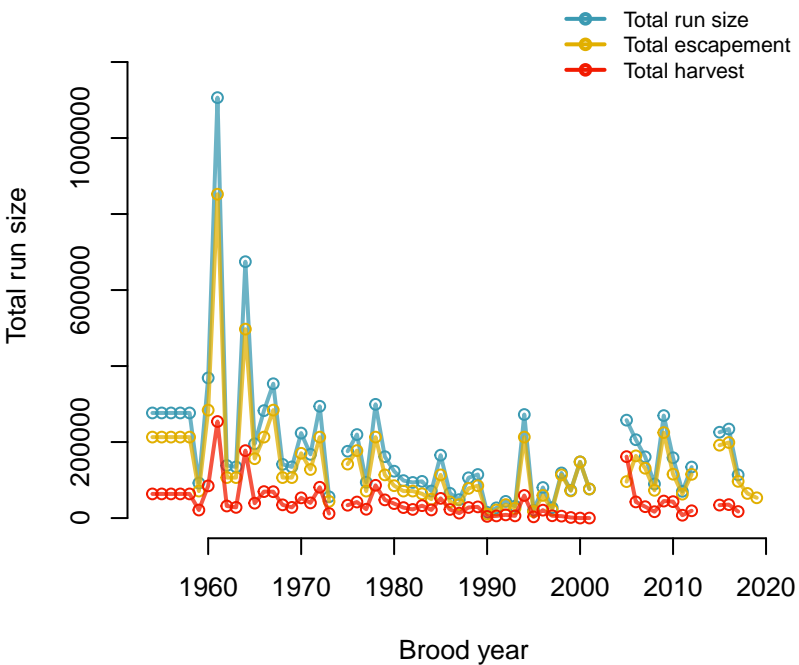 Total run size
Total escapement
Total harvest
Total run size
1000000
600000
200000
0
1960 1970 1980 1990 2000 2010 2020
Brood year